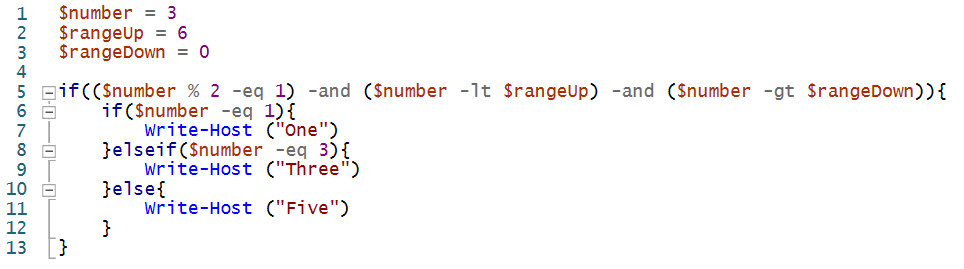 1 $number = 3
2 $rangeUp = 6
3 $rangeDown = 0
4
5 if(($number % 2 -eq 1) -and ($number -lt $rangeUp) -and ($number -gt $rangeDown)){
6     if($number -eq 1){
7         Write-Host ("One")
8     }elseif($number -eq 3){
9         Write-Host ("Three")
10     }else{
11         Write-Host ("Five")
12     }
13 }